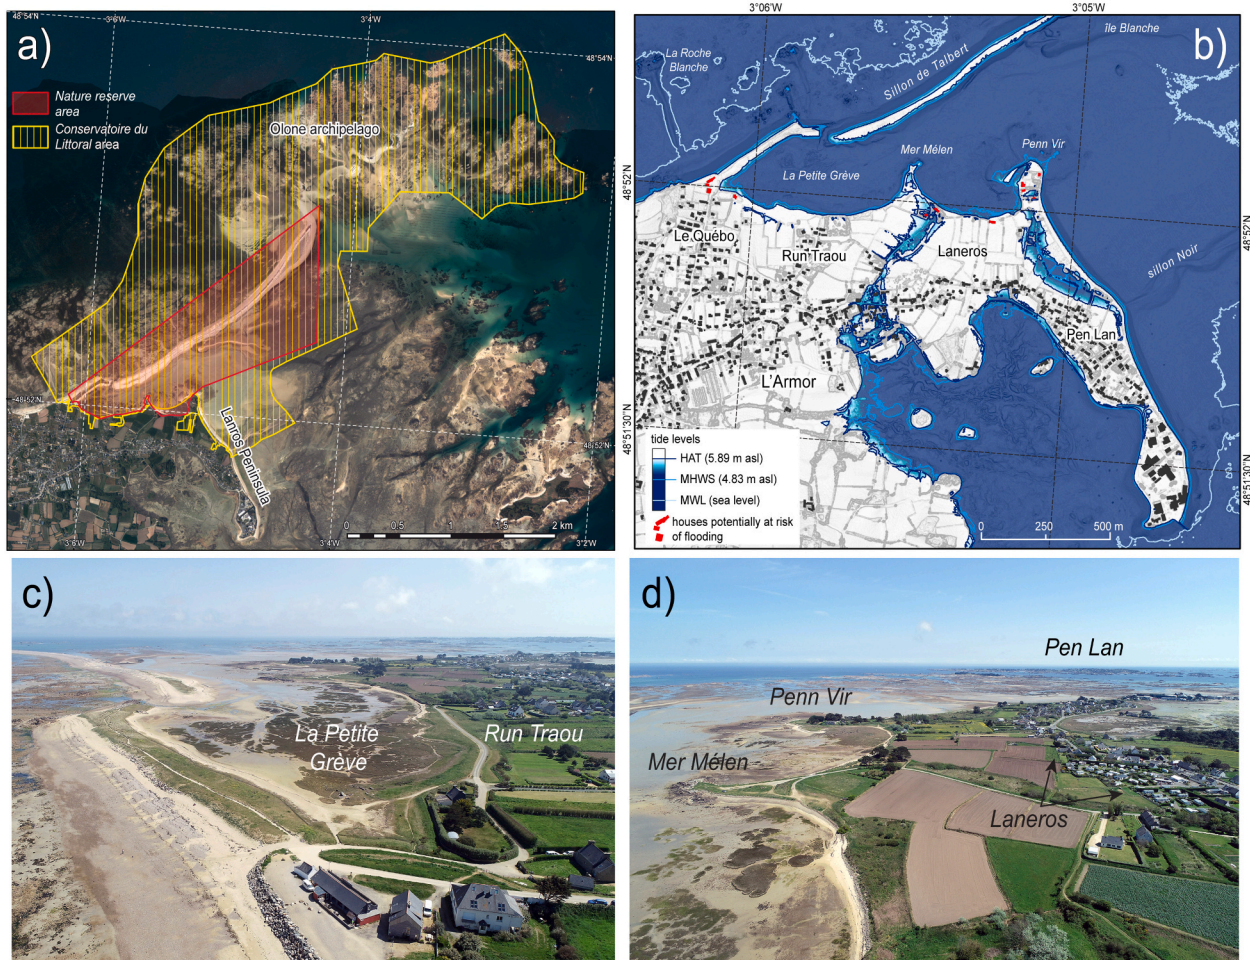 a)
48°54'N
3°6'W
3°4'W
48°54'N
Nature reserve
area
Conservatoire du
Littoral area
Olone archipelago
48°52'N
Lanros Peninsula
48°52'N
0 0,5 1 1,5 2 km
3°6'W
3°4'W
3°2'W
b)
3°06'W
3°05'W
île Blanche
La Roche
Blanche
Sillon de Talbert
Mer Mélen
Penn Vir
La Petite Grève
48°52'N
48°52'N
Le Québo
Run Traou
Laneros
sillon Noir
Pen Lan
L'Armor
48°51'30"N
48°51'30"N
tide levels
HAT (5.89 m asl)
MHWS (4.83 m asl)
MWL (sea level)
houses potentially at risk
of flooding
0 250 500 m
3°06'W
3°05'W
c)
La Petite
Grève
Run Traou
d)
Pen Lan
Penn Vir
Mer Mélen
Laneros